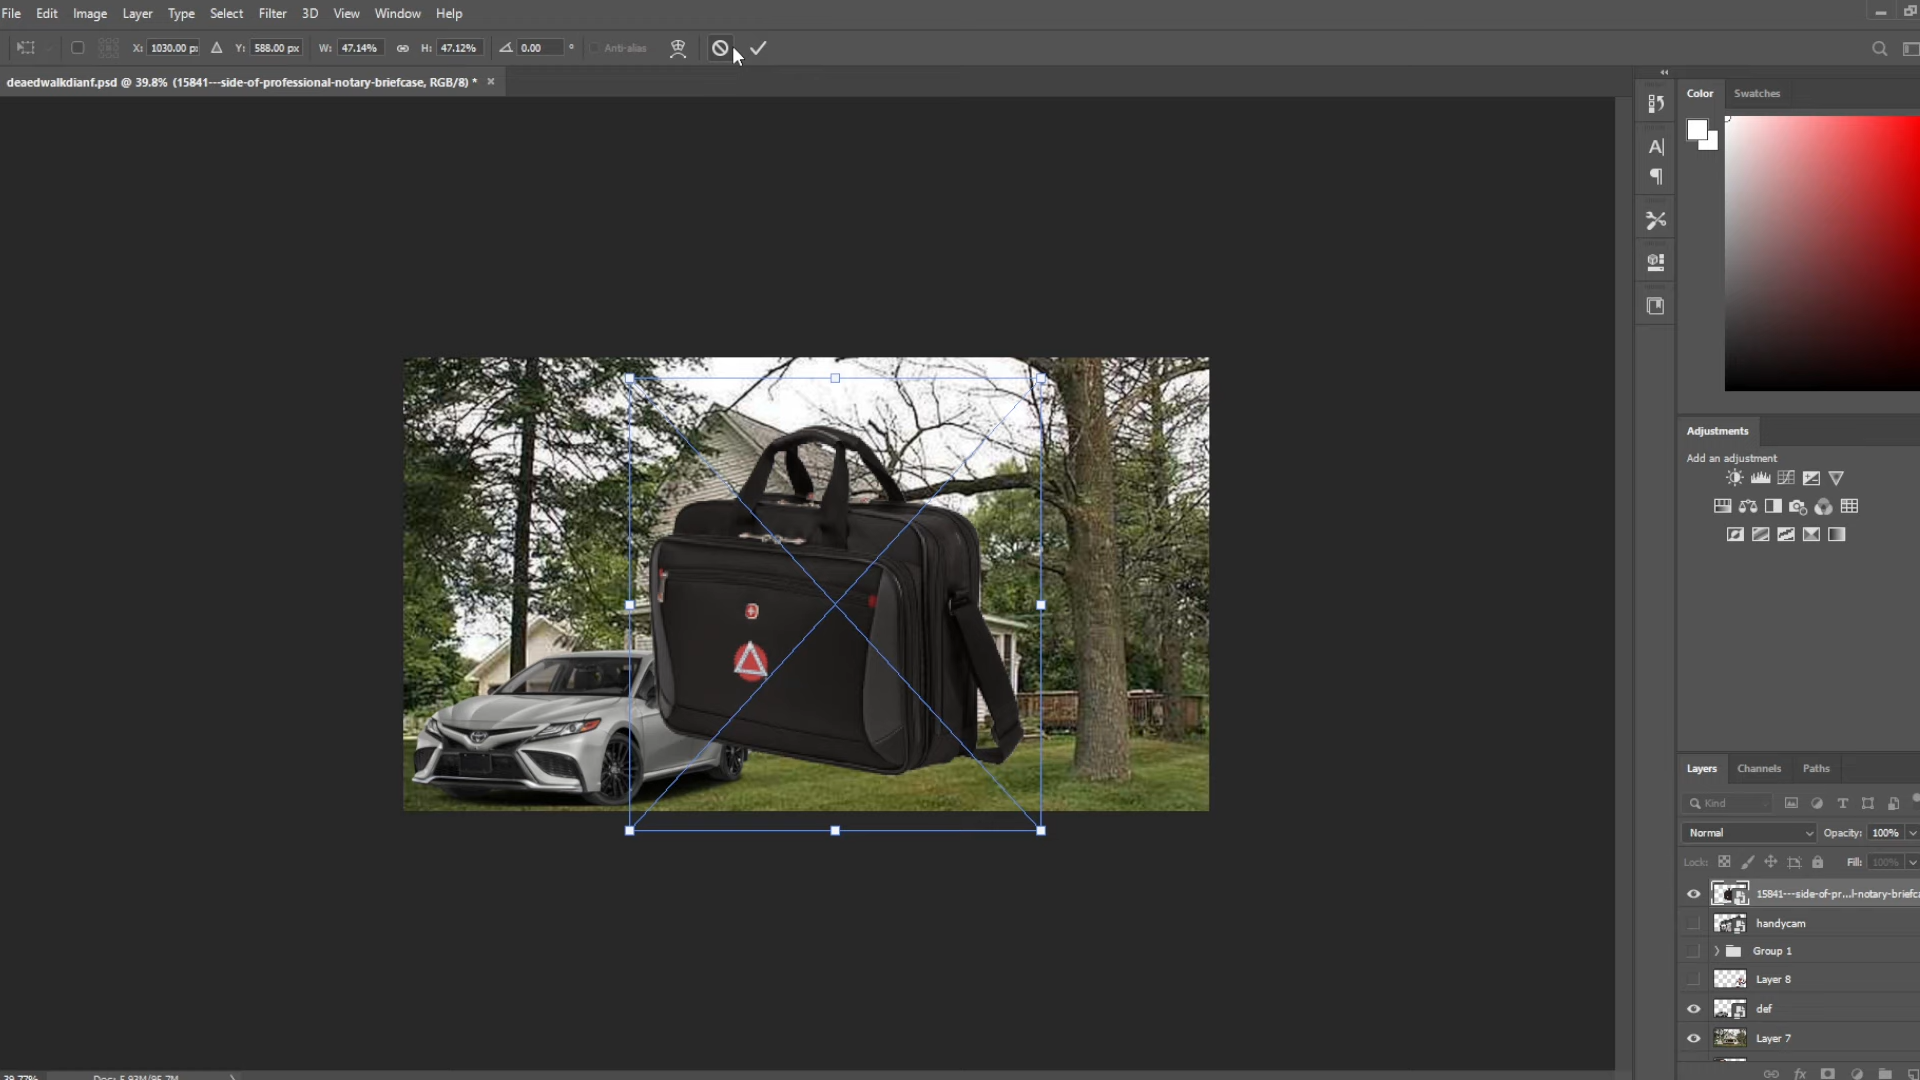 File Edit Image Layer Type Select Filter 3D View Window Help
X: 1030.00 p: Y: 588.00 px W: 47.14% H: 47.12% 0.00 ° Anti-alias
deaedwalkdianf.psd @ 39.8% (15841---side-of-professional-notary-briefcase, RGB/8) * ×
Color Swatches
Adjustments
Add an adjustment
Layers Channels Paths
Kind
Normal Opacity: 100%
Lock: Fill: 100%
15841---side-of-pr...l-notary-briefca
handycam
Group 1
Layer 8
def
Layer 7
39.77% Doc: 5.93M/95.7M